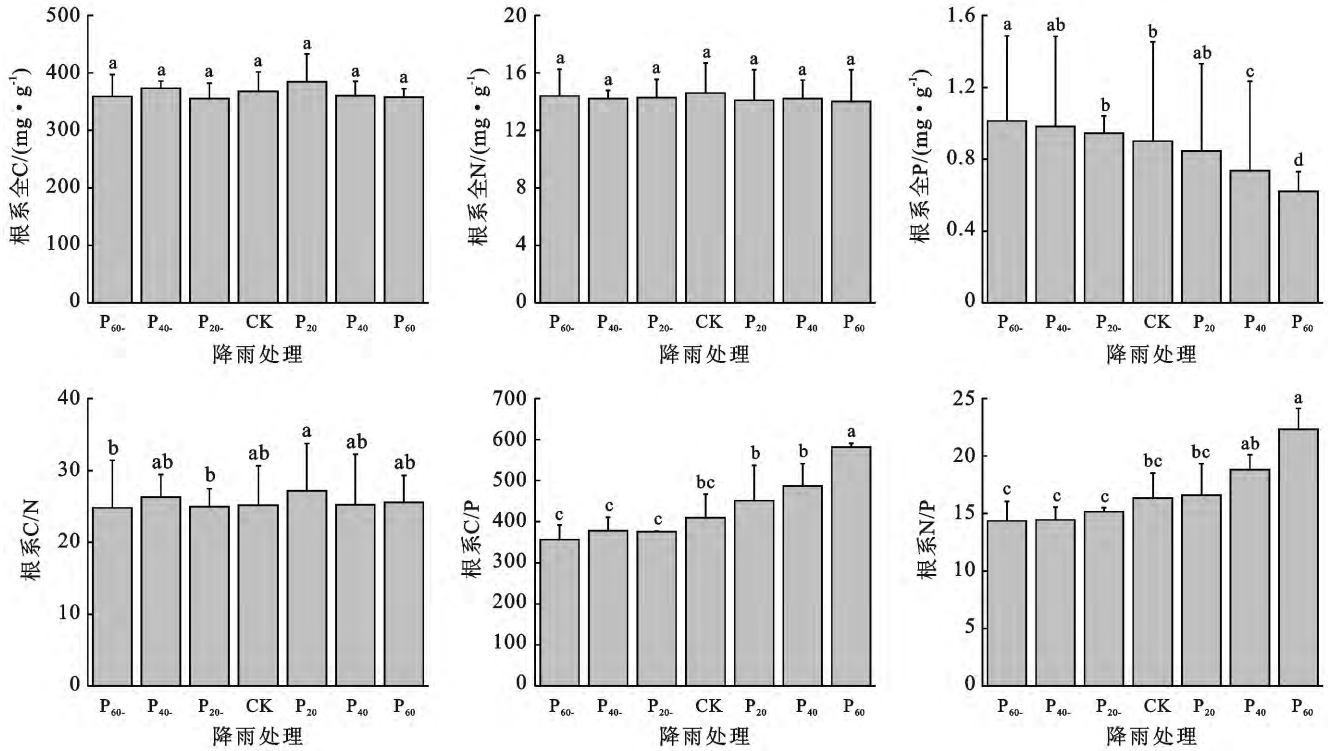 500
400
300
200
100
0
根系全C/(mg·g⁻¹)
a a a a a a a
P₆₀₋ P₄₀₋ P₂₀₋ CK P₂₀ P₄₀ P₆₀
降雨处理
20
16
12
8
4
0
根系全N/(mg·g⁻¹)
a a a a a a a
P₆₀₋ P₄₀₋ P₂₀₋ CK P₂₀ P₄₀ P₆₀
降雨处理
1.6
1.2
0.8
0.4
0
根系全P/(mg·g⁻¹)
a ab b b ab c d
P₆₀₋ P₄₀₋ P₂₀₋ CK P₂₀ P₄₀ P₆₀
降雨处理
40
30
20
10
0
根系C/N
b ab b ab a ab ab
P₆₀₋ P₄₀₋ P₂₀₋ CK P₂₀ P₄₀ P₆₀
降雨处理
700
600
500
400
300
200
100
0
根系C/P
c c c bc b b a
P₆₀₋ P₄₀₋ P₂₀₋ CK P₂₀ P₄₀ P₆₀
降雨处理
25
20
15
10
5
0
根系N/P
c c c bc bc ab a
P₆₀₋ P₄₀₋ P₂₀₋ CK P₂₀ P₄₀ P₆₀
降雨处理